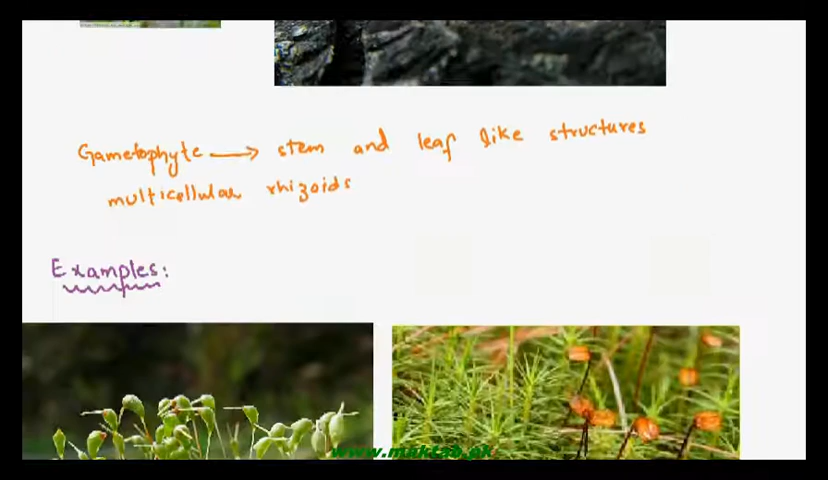 Gametophyte → stem and leaf like structures
multicellular rhizoids
Examples:
www.maktab.pk